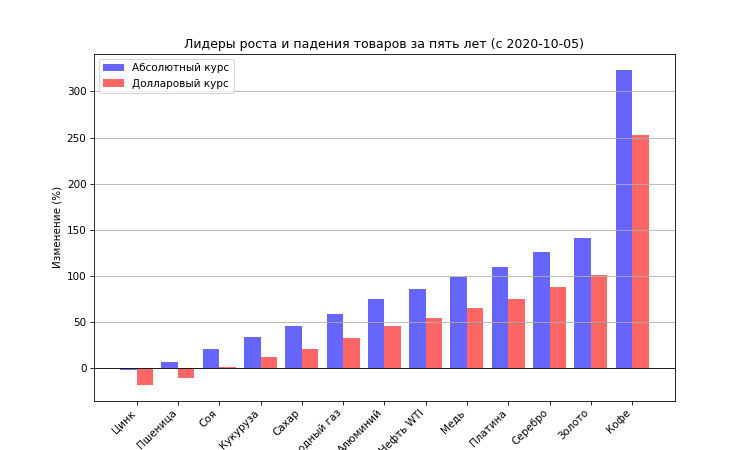 Лидеры роста и падения товаров за пять лет (с 2020-10-05)
Абсолютный курс
Долларовый курс
Изменение (%)
300
250
200
150
100
50
0
Цинк
Пшеница
Соя
Кукуруза
Сахар
одный газ
Алюминий
Нефть WTI
Медь
Платина
Серебро
Золото
Кофе